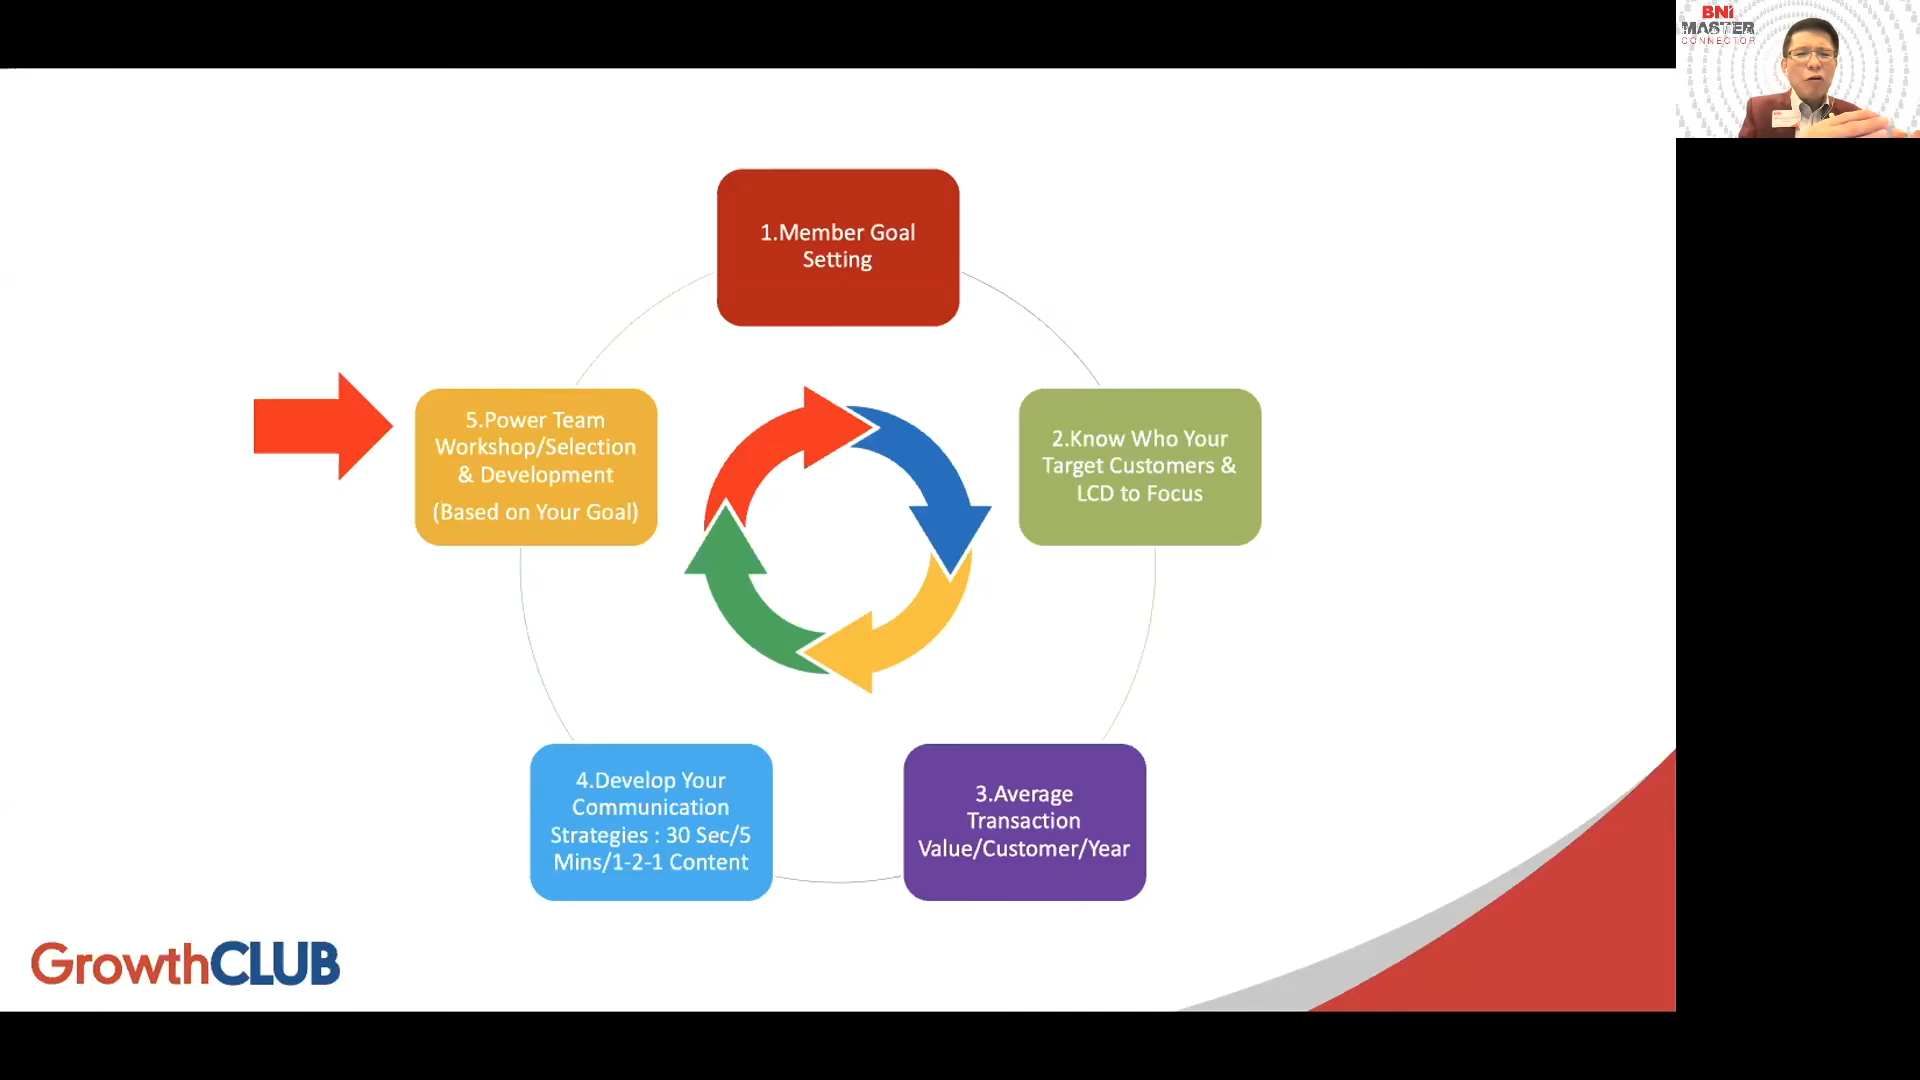 BNI
MASTER
CONNECTOR
1.Member Goal
Setting
5.Power Team
Workshop/Selection
& Development
(Based on Your Goal)
2.Know Who Your
Target Customers &
LCD to Focus
4.Develop Your
Communication
Strategies : 30 Sec/5
Mins/1-2-1 Content
3.Average
Transaction
Value/Customer/Year
GrowthCLUB